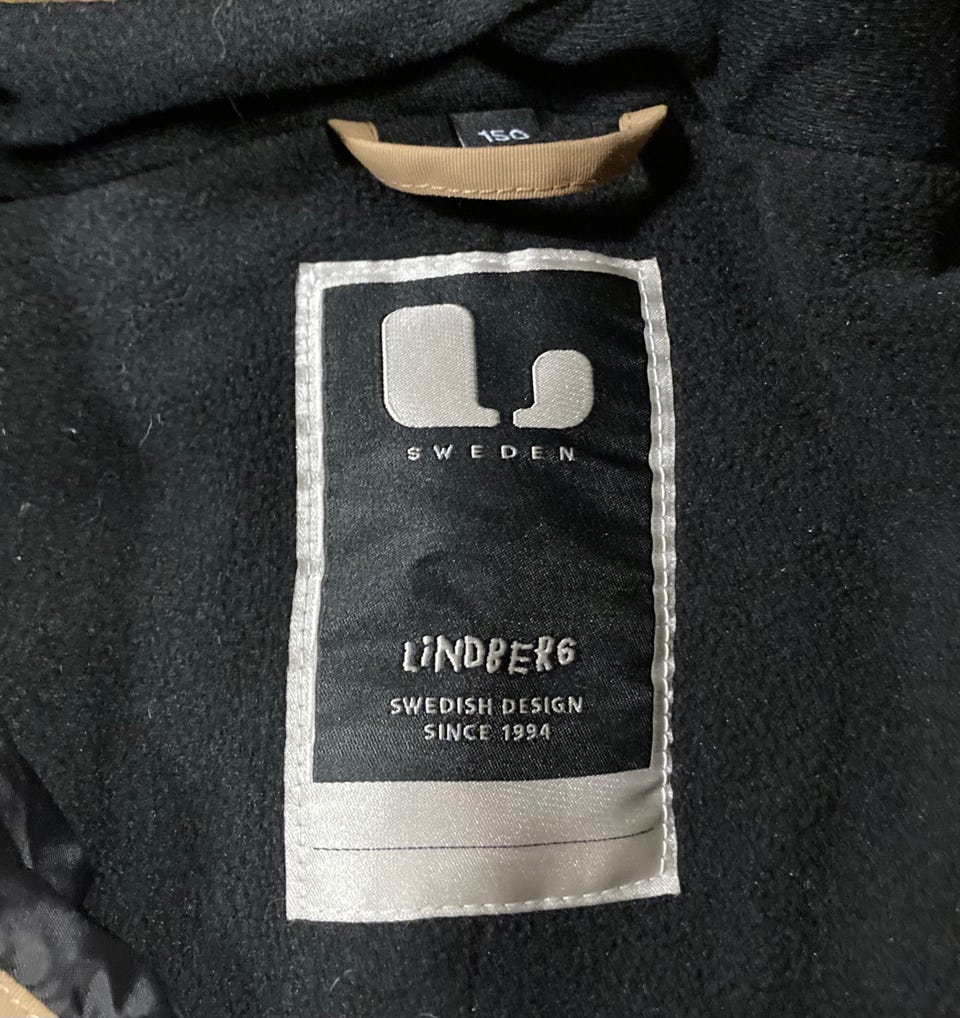 150
SWEDEN
LiNDBERG
SWEDISH DESIGN
SINCE 1994